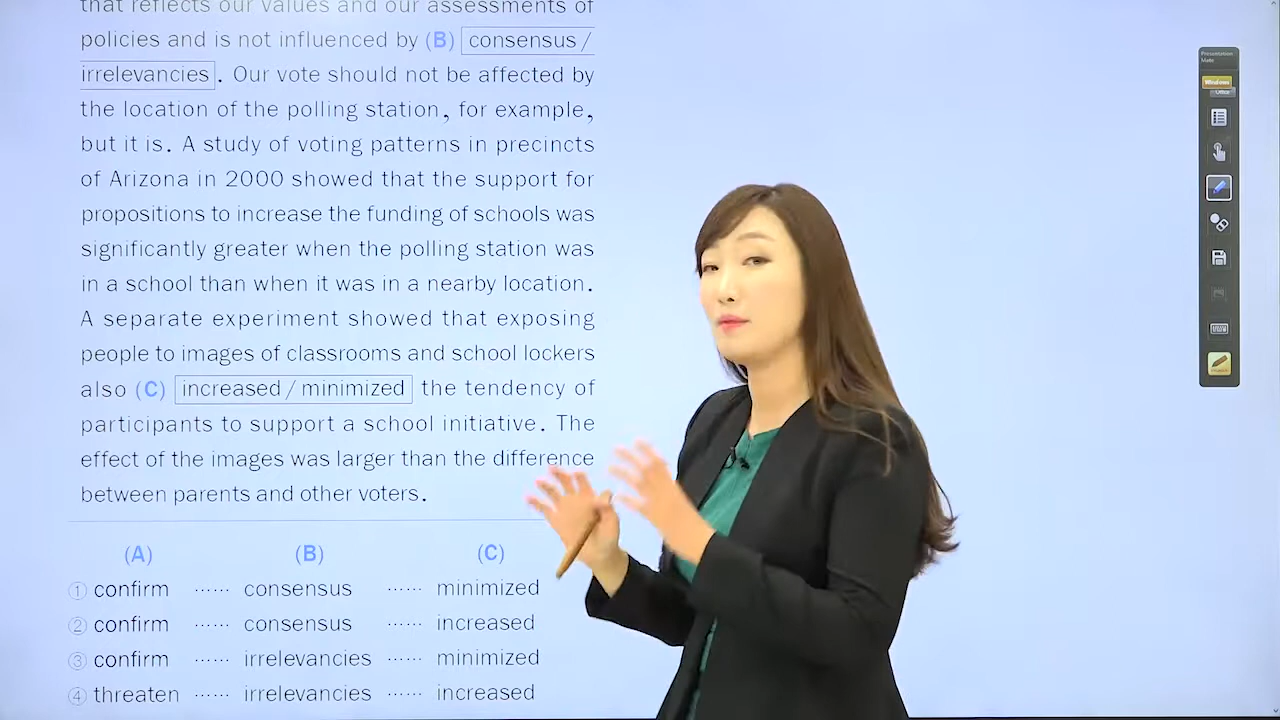 that reflects our values and our assessments of
policies and is not influenced by (B) consensus /
irrelevancies . Our vote should not be affected by
the location of the polling station, for example,
but it is. A study of voting patterns in precincts
of Arizona in 2000 showed that the support for
propositions to increase the funding of schools was
significantly greater when the polling station was
in a school than when it was in a nearby location.
A separate experiment showed that exposing
people to images of classrooms and school lockers
also (C) increased / minimized the tendency of
participants to support a school initiative. The
effect of the images was larger than the difference
between parents and other voters.
(A) (B) (C)
① confirm ...... consensus ...... minimized
② confirm ...... consensus ...... increased
③ confirm ...... irrelevancies ...... minimized
④ threaten ...... irrelevancies ...... increased
Presentation
Mate
Windows
Office